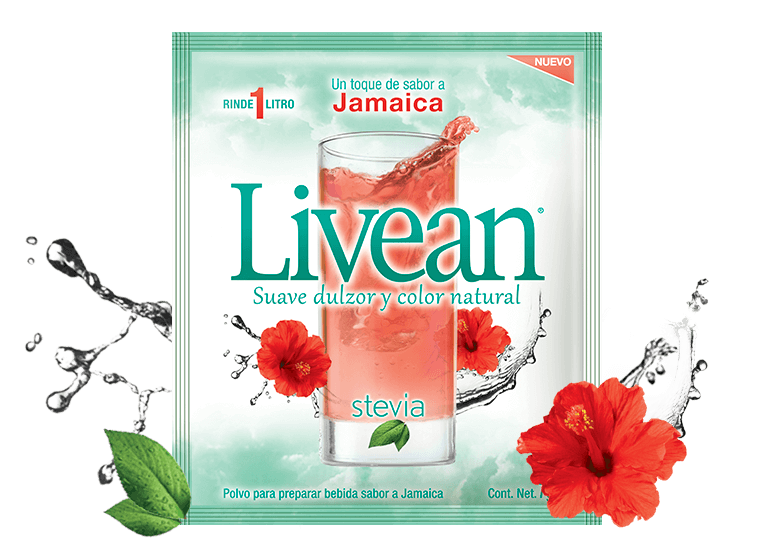 NUEVO
Un toque de sabor a
Jamaica
RINDE 1 LITRO
Livean®
Suave dulzor y color natural
stevia
Polvo para preparar bebida sabor a Jamaica
Cont. Net.